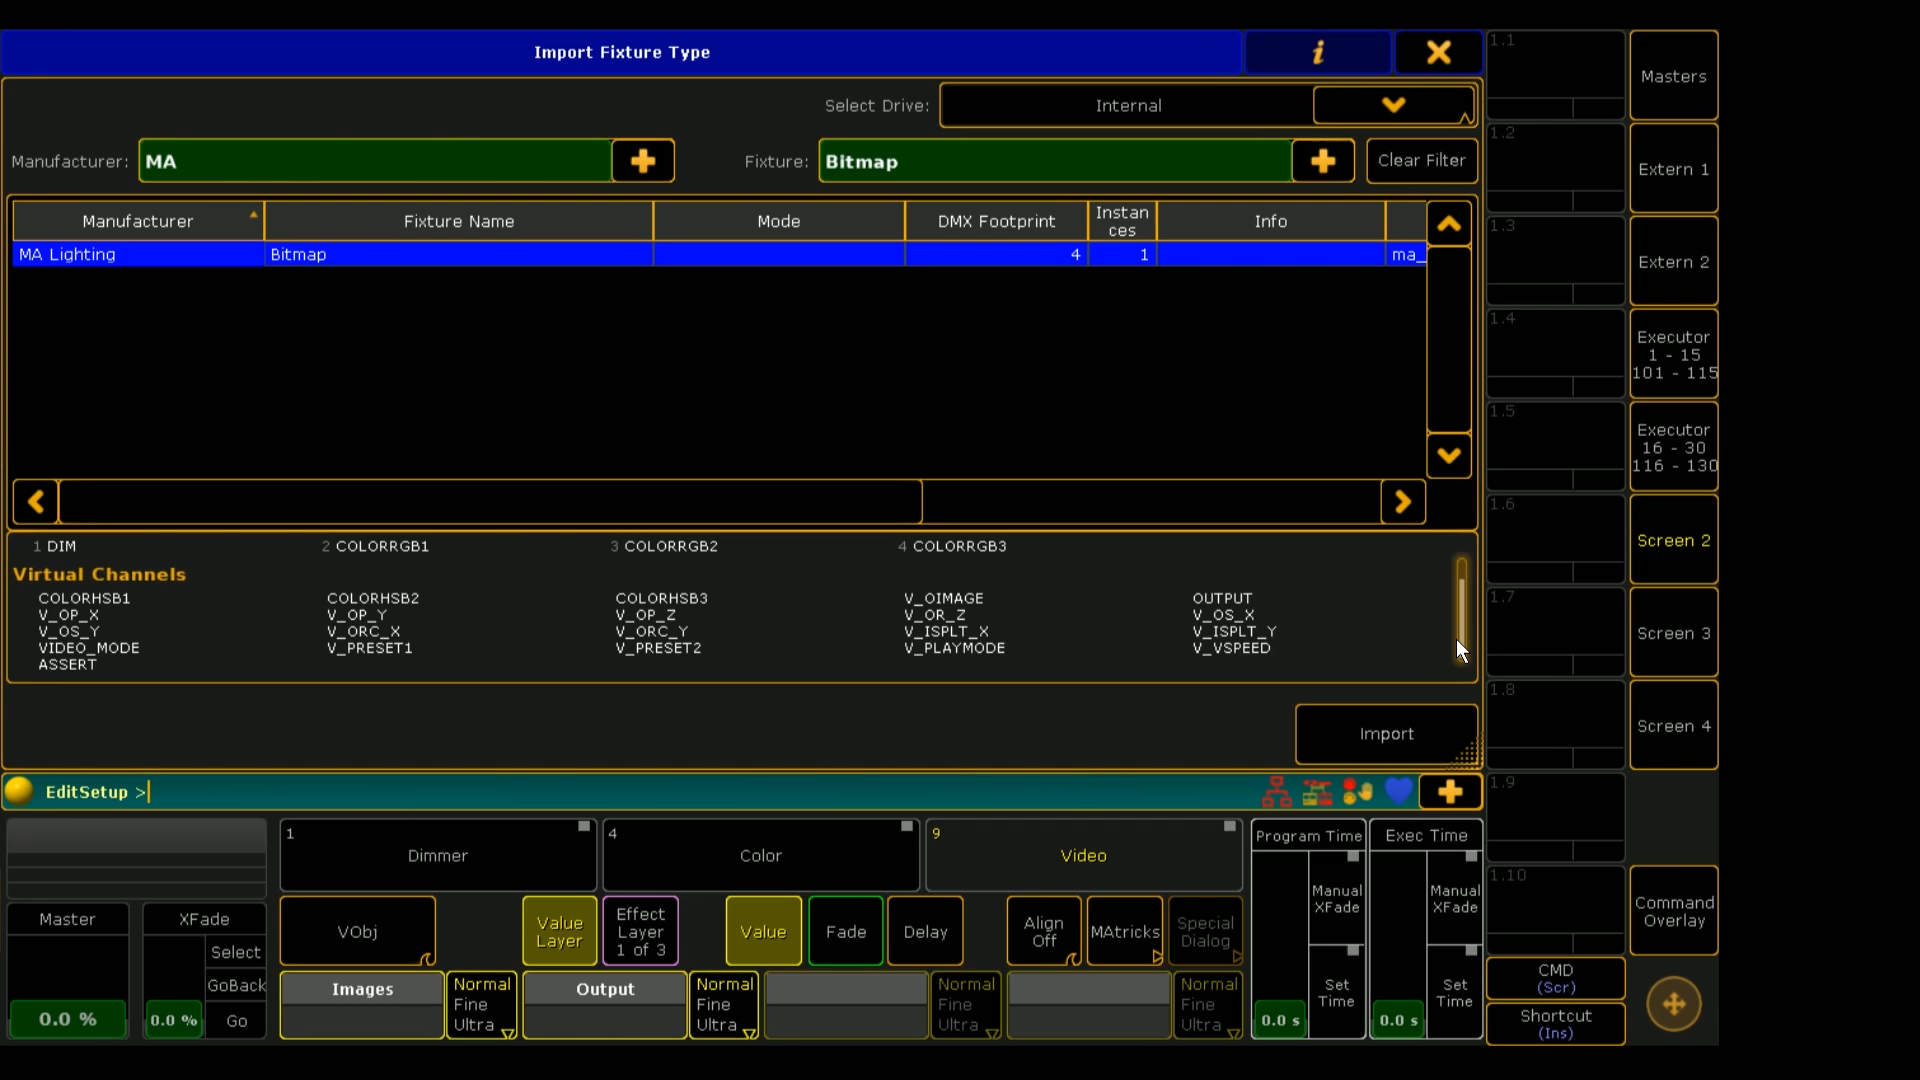 Import Fixture Type
i
Select Drive: Internal
Manufacturer: MA
Fixture: Bitmap
Clear Filter
Manufacturer Fixture Name Mode DMX Footprint Instan
ces Info
MA Lighting Bitmap 4 1 ma_
1 DIM 2 COLORRGB1 3 COLORRGB2 4 COLORRGB3
Virtual Channels
COLORHSB1 COLORHSB2 COLORHSB3 V_OIMAGE OUTPUT
V_OP_X V_OP_Y V_OP_Z V_OR_Z V_OS_X
V_OS_Y V_ORC_X V_ORC_Y V_ISPLT_X V_ISPLT_Y
VIDEO_MODE V_PRESET1 V_PRESET2 V_PLAYMODE V_VSPEED
ASSERT
Import
EditSetup >
1 Dimmer
4 Color
9 Video
Master
0.0 %
XFade
Select
GoBack
0.0 % Go
VObj
Value
Layer
Effect
Layer
1 of 3
Value
Fade
Delay
Align
Off
MAtricks
Special
Dialog
Images
Normal
Fine
Ultra
Output
Normal
Fine
Ultra
Normal
Fine
Ultra
Normal
Fine
Ultra
Program Time
Manual
XFade
Set
Time
0.0 s
Exec Time
Manual
XFade
Set
Time
0.0 s
1.1
1.2
1.3
1.4
1.5
1.6
1.7
1.8
1.9
1.10
CMD
(Scr)
Shortcut
(Ins)
Masters
Extern 1
Extern 2
Executor
1 - 15
101 - 115
Executor
16 - 30
116 - 130
Screen 2
Screen 3
Screen 4
Command
Overlay